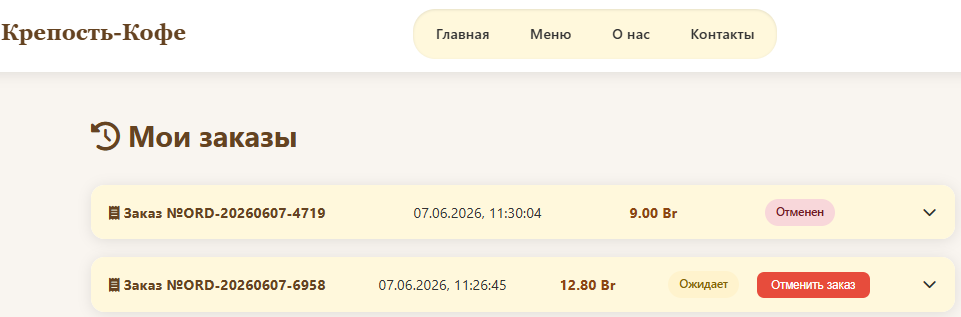 Крепость-Кофе
Главная Меню О нас Контакты
Мои заказы
Заказ №ORD-20260607-4719 07.06.2026, 11:30:04 9.00 Br Отменен
Заказ №ORD-20260607-6958 07.06.2026, 11:26:45 12.80 Br Ожидает Отменить заказ